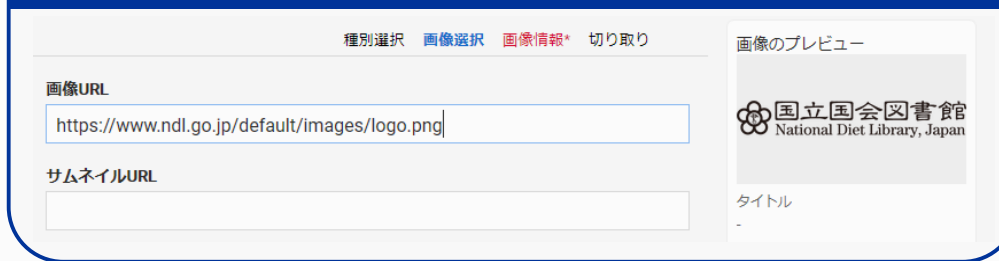 種別選択 画像選択 画像情報* 切り取り
画像URL
https://www.ndl.go.jp/default/images/logo.png
サムネイルURL
画像のプレビュー
国立国会図書館
National Diet Library, Japan
タイトル
-